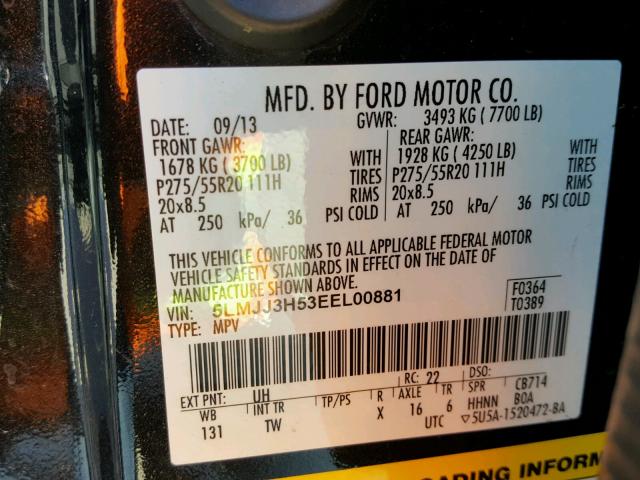 MFD. BY FORD MOTOR CO.
DATE: 09/13 GVWR: 3493 KG ( 7700 LB)
FRONT GAWR: REAR GAWR:
1678 KG ( 3700 LB) WITH 1928 KG ( 4250 LB) WITH
P275/55R20 111H TIRES P275/55R20 111H TIRES
20x8.5 RIMS 20x8.5 RIMS
AT 250 kPa/ 36 PSI COLD AT 250 kPa/ 36 PSI COLD
THIS VEHICLE CONFORMS TO ALL APPLICABLE FEDERAL MOTOR
VEHICLE SAFETY STANDARDS IN EFFECT ON THE DATE OF
MANUFACTURE SHOWN ABOVE.
VIN: 5LMJJ3H53EEL00881 F0364
TYPE: MPV T0389
EXT PNT: UH RC: 22 DSO:
WB INT TR TP/PS R AXLE TR SPR CB714
131 TW X 16 6 HHNN B0A
UTC ▽5U5A-1520472-BA
LOADING INFORM